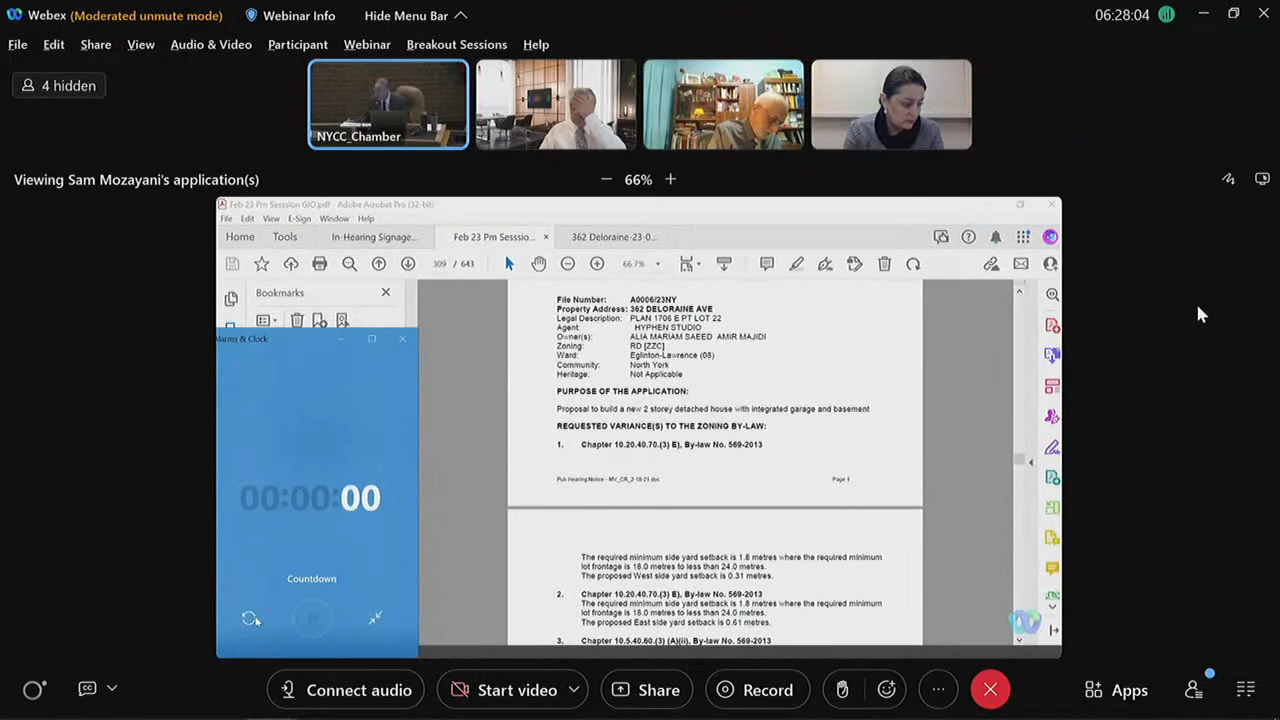 Webex (Moderated unmute mode) Webinar Info Hide Menu Bar 06:28:04
File Edit Share View Audio & Video Participant Webinar Breakout Sessions Help
4 hidden
NYCC_Chamber
Viewing Sam Mozayani's application(s)
66%
Feb 23 Pm Sesssion GIO.pdf - Adobe Acrobat Pro (32-bit)
File Edit View E-Sign Window Help
Home Tools In-Hearing Signage... Feb 23 Pm Sesssio... × 362 Deloraine-23-0...
309 / 643 66.7%
Bookmarks
Alarms & Clock
00:00:00
Countdown
File Number: A0006/23NY
Property Address: 362 DELORAINE AVE
Legal Description: PLAN 1706 E PT LOT 22
Agent: HYPHEN STUDIO
Owner(s): ALIA MARIAM SAEED AMIR MAJIDI
Zoning: RD [ZZC]
Ward: Eglinton-Lawrence (08)
Community: North York
Heritage: Not Applicable
PURPOSE OF THE APPLICATION:
Proposal to build a new 2 storey detached house with integrated garage and basement
REQUESTED VARIANCE(S) TO THE ZONING BY-LAW:
1. Chapter 10.20.40.70.(3) E), By-law No. 569-2013
Pub Hearing Notice - MV_CR_2-18-21.doc Page 1
The required minimum side yard setback is 1.8 metres where the required minimum
lot frontage is 18.0 metres to less than 24.0 metres.
The proposed West side yard setback is 0.31 metres.
2. Chapter 10.20.40.70.(3) E), By-law No. 569-2013
The required minimum side yard setback is 1.8 metres where the required minimum
lot frontage is 18.0 metres to less than 24.0 metres.
The proposed East side yard setback is 0.61 metres.
3. Chapter 10.5.40.60.(3) (A)(ii), By-law No. 569-2013
Connect audio Start video Share Record Apps